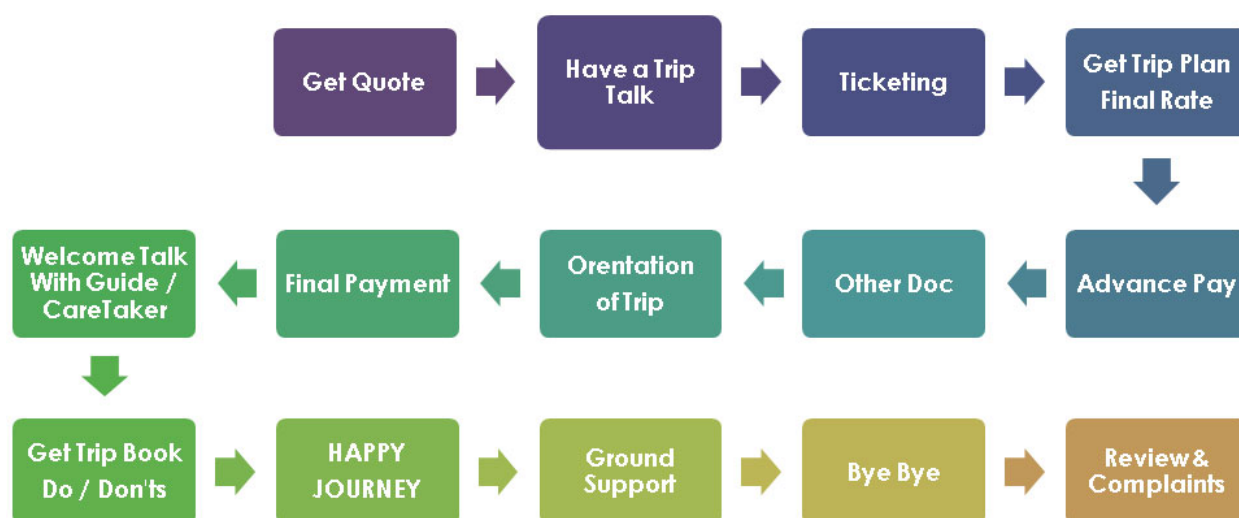 Get Quote
Have a Trip
Talk
Ticketing
Get Trip Plan
Final Rate
Advance Pay
Other Doc
Orentation
of Trip
Final Payment
Welcome Talk
With Guide /
CareTaker
Get Trip Book
Do / Don'ts
HAPPY
JOURNEY
Ground
Support
Bye Bye
Review &
Complaints